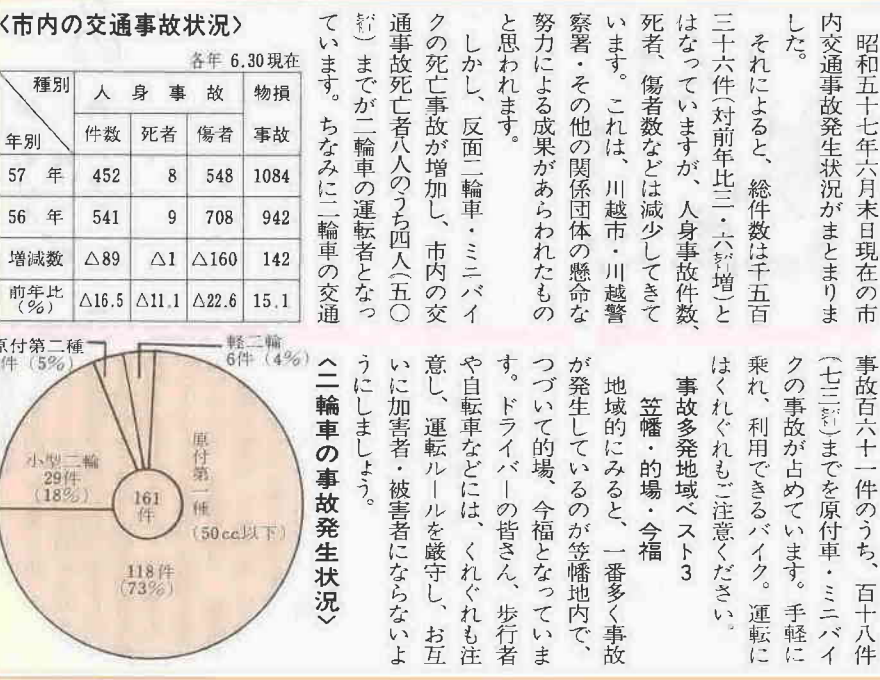 昭和五十七年六月末日現在の市
内交通事故発生状況がまとまりま
した。
それによると、総件数は千五百
三十六件(対前年比三・六㌫増)と
はなっていますが、人身事故件数、
死者、傷者数などは減少してきて
います。これは、川越市・川越警
察署・その他の関係団体の懸命な
努力による成果があらわれたもの
と思われます。
しかし、反面二輪車・ミニバイ
クの死亡事故が増加し、市内の交
通事故死亡者八人のうち四人(五〇
㌫)までが二輪車の運転者となっ
ています。ちなみに二輪車の交通
事故百六十一件のうち、百十八件
(七三㌫)までを原付車・ミニバイ
クの事故が占めています。手軽に
乗れ、利用できるバイク。運転に
はくれぐれもご注意ください。
事故多発地域ベスト3
笠幡・的場・今福
地域的にみると、一番多く事故
が発生しているのが笠幡地内で、
つづいて的場、今福となっていま
す。ドライバーの皆さん、歩行者
や自転車などには、くれぐれも注
意し、運転ルールを厳守し、お互
いに加害者・被害者にならないよ
うにしましょう。
〈市内の交通事故状況〉
各年 6.30現在
種別 人身事故 物損
年別 件数 死者 傷者 事故
57年 452 8 548 1084
56年 541 9 708 942
増減数 △89 △1 △160 142
前年比(%) △16.5 △11.1 △22.6 15.1
〈二輪車の事故発生状況〉
原付第二種
件 (5%)
軽二輪
6件 (4%)
小型二輪
29件
(18%)
161
件
原付第一種
(50cc以下)
118件
(73%)